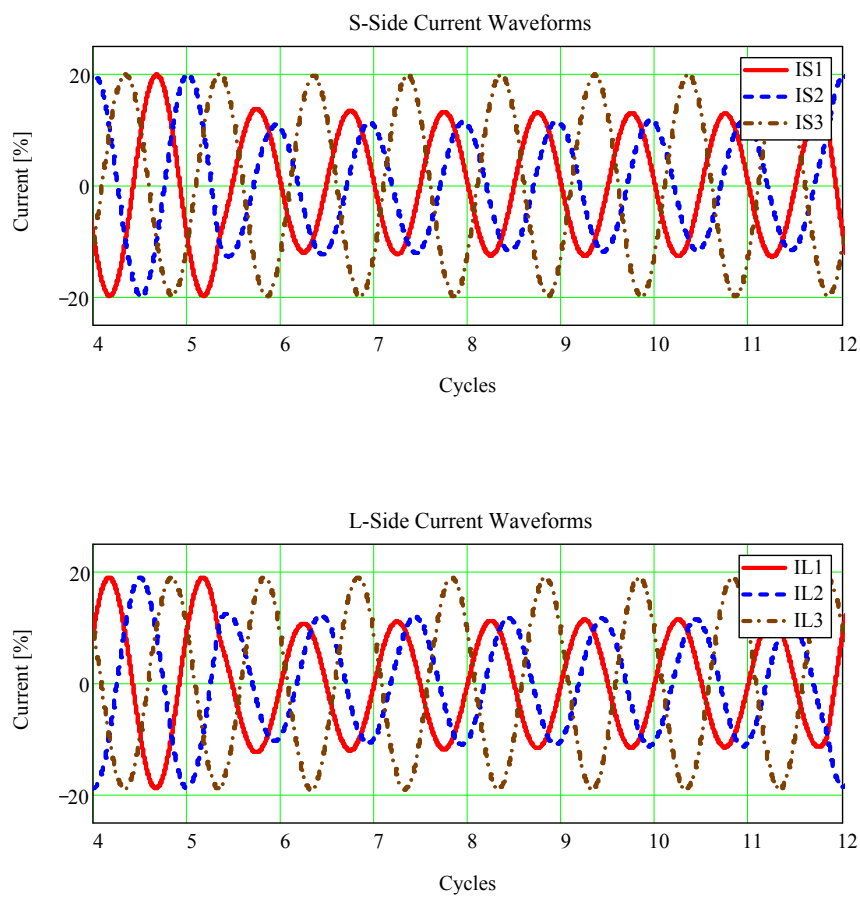 S-Side Current Waveforms
20
0
−20
Current [%]
IS1
IS2
IS3
4 5 6 7 8 9 10 11 12
Cycles
L-Side Current Waveforms
20
0
−20
Current [%]
IL1
IL2
IL3
4 5 6 7 8 9 10 11 12
Cycles